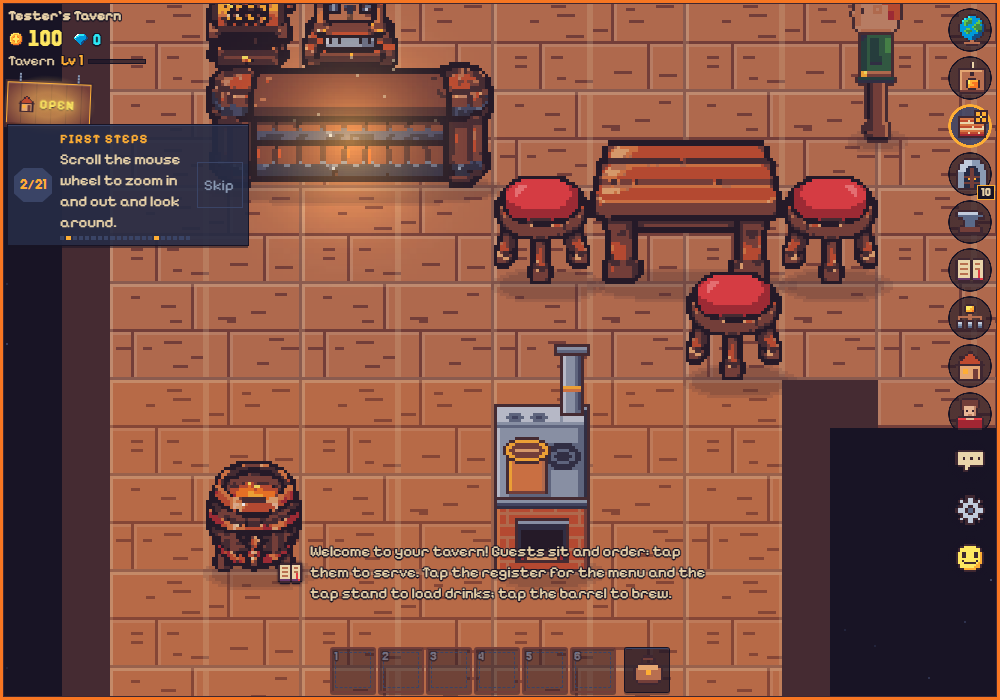 Tester's Tavern
100 0
Tavern Lv 1
OPEN
FIRST STEPS
2/21
Scroll the mouse
wheel to zoom in
and out and look
around.
Skip
10
Welcome to your tavern! Guests sit and order: tap
them to serve. Tap the register for the menu and the
tap stand to load drinks; tap the barrel to brew.
1 2 3 4 5 6